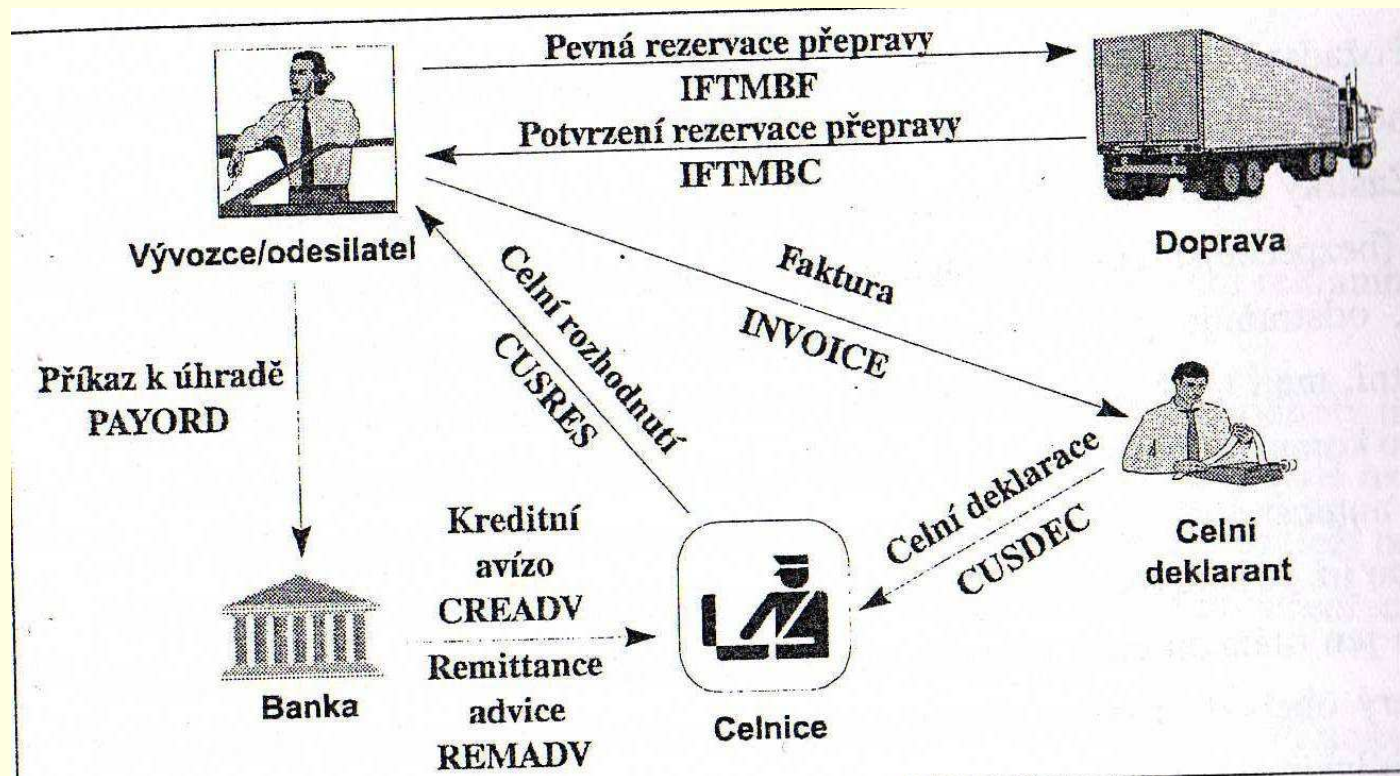 Pevná rezervace přepravy
IFTMBF
Potvrzení rezervace přepravy
IFTMBC
Vývozce/odesilatel
Doprava
Faktura
INVOICE
Celní rozhodnutí
CUSRES
Příkaz k úhradě
PAYORD
Celní deklarace
CUSDEC
Celní
deklarant
Kreditní
avízo
CREADV
Remittance
advice
REMADV
Banka
Celnice